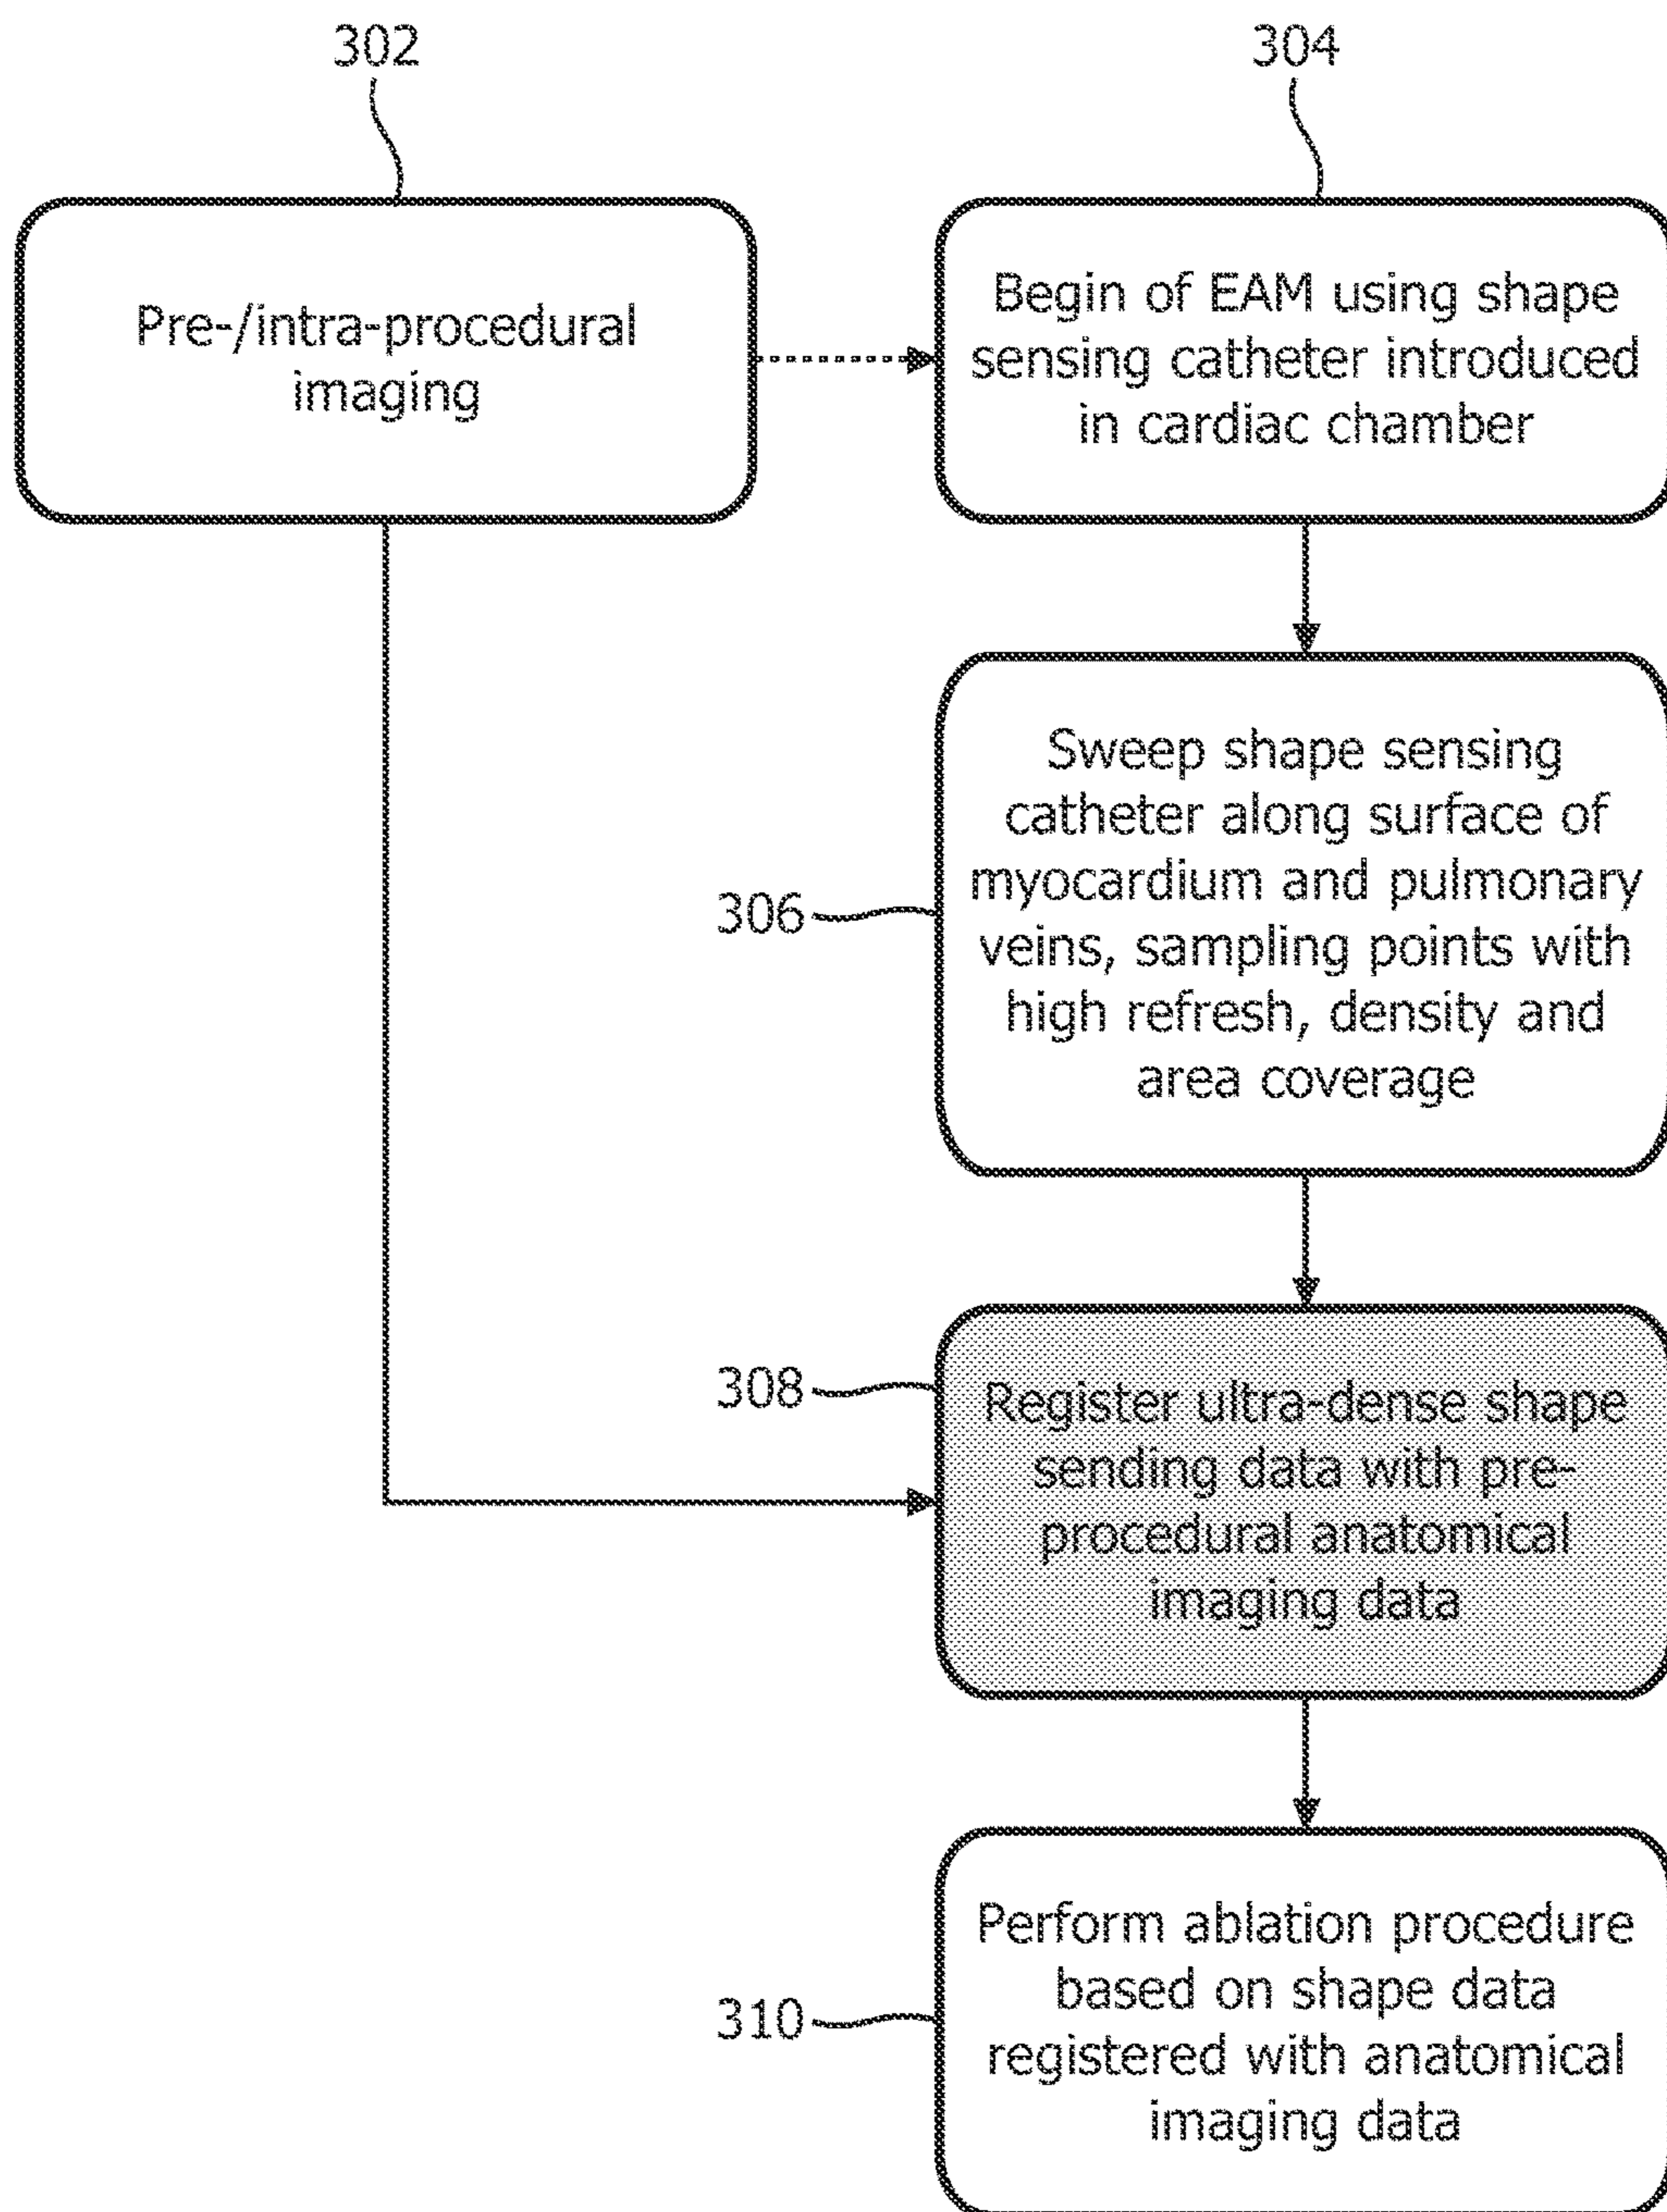 302
304
Pre-/intra-procedural
imaging
Begin of EAM using shape
sensing catheter introduced
in cardiac chamber
306
Sweep shape sensing
catheter along surface of
myocardium and pulmonary
veins, sampling points with
high refresh, density and
area coverage
308
Register ultra-dense shape
sending data with pre-
procedural anatomical
imaging data
310
Perform ablation procedure
based on shape data
registered with anatomical
imaging data